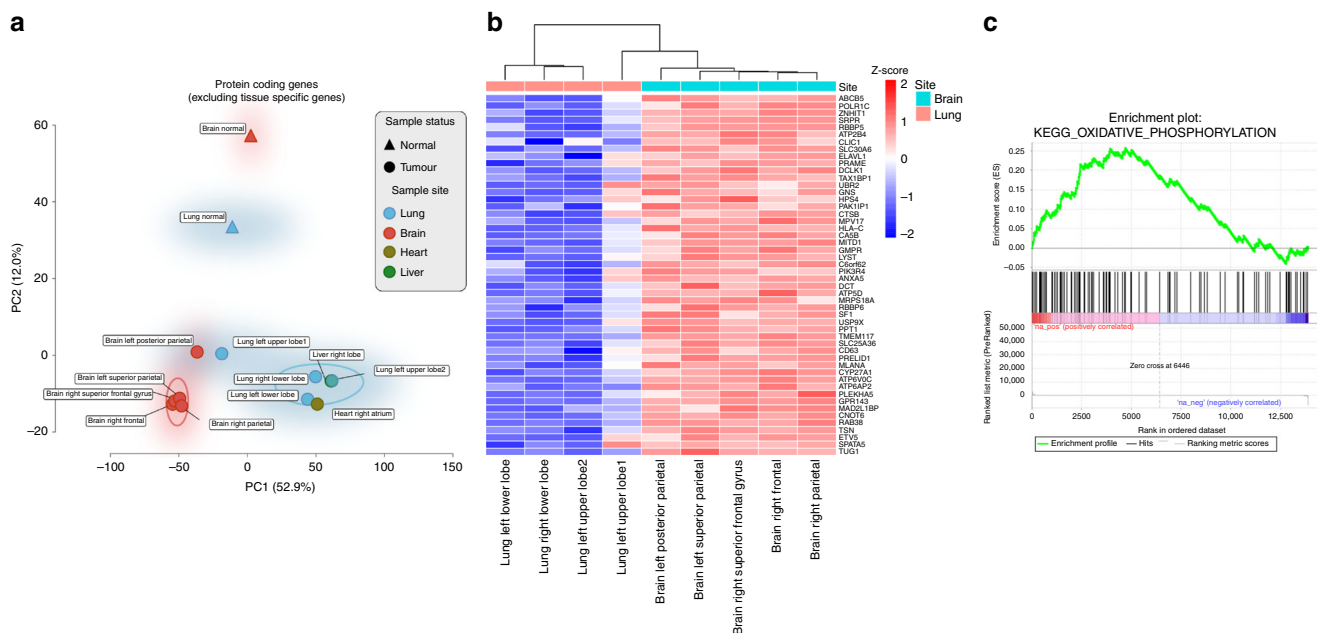 a
Protein coding genes
(excluding tissue specific genes)
PC2 (12.0%)
60
40
20
0
−20
−100
−50
0
50
100
150
PC1 (52.9%)
Brain normal
Lung normal
Brain left posterior parietal
Lung left upper lobe1
Liver right lobe
Lung left upper lobe2
Lung right lower lobe
Lung left lower lobe
Heart right atrium
Brain left superior parietal
Brain right superior frontal gyrus
Brain right frontal
Brain right parietal
Sample status
Normal
Tumour
Sample site
Lung
Brain
Heart
Liver
b
Site
ABCB5
POLR1C
ZNHIT1
SRPR
RBBP5
ATP2B4
CLIC1
SLC30A6
ELAVL1
PRAME
DCLK1
TAX1BP1
UBR2
GNS
HPS4
PAK1IP1
CTSB
MPV17
HLA−C
CA5B
MITD1
GMPR
LYST
C6orf62
PIK3R4
ANXA5
DCT
ATP5D
MRPS18A
RBBP6
SF1
USP9X
PPT1
TMEM117
SLC25A36
CD63
PRELID1
MLANA
CYP27A1
ATP6V0C
ATP6AP2
PLEKHA5
GPR143
MAD2L1BP
CNOT6
RAB38
TSN
ETV5
SPATA5
TUG1
Lung left lower lobe
Lung right lower lobe
Lung left upper lobe2
Lung left upper lobe1
Brain left posterior parietal
Brain left superior parietal
Brain right superior frontal gyrus
Brain right frontal
Brain right parietal
Z-score
2
1
0
−1
−2
Site
Brain
Lung
c
Enrichment plot:
KEGG_OXIDATIVE_PHOSPHORYLATION
Enrichment score (ES)
0.25
0.20
0.15
0.10
0.05
0.00
−0.05
Ranked list metric (PreRanked)
50,000
40,000
30,000
20,000
10,000
0
'na_pos' (positively correlated)
Zero cross at 6446
'na_neg' (negatively correlated)
0
2500
5000
7500
10,000
12,500
Rank in ordered dataset
Enrichment profile
Hits
Ranking metric scores